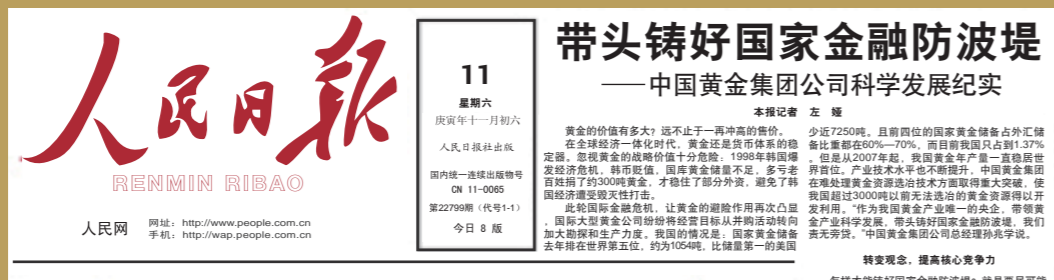 人民日报
RENMIN RIBAO
人民网
网址：http://www.people.com.cn
手机：http://wap.people.com.cn
11
星期六
庚寅年十一月初六
人民日报社出版
国内统一连续出版物号
CN 11-0065
第22799期（代号1-1）
今日 8 版
带头铸好国家金融防波堤
——中国黄金集团公司科学发展纪实
本报记者 左 娅
黄金的价值有多大？远不止于一再冲高的售价。
在全球经济一体化时代，黄金还是货币体系的稳
定器。忽视黄金的战略价值十分危险：1998年韩国爆
发经济危机，韩币贬值，国库黄金储量不足，多亏老
百姓捐了约300吨黄金，才稳住了部分外资，避免了韩
国经济遭受毁灭性打击。
此轮国际金融危机，让黄金的避险作用再次凸显
，国际大型黄金公司纷纷将经营目标从并购活动转向
加大勘探和生产力度。我国的情况是：国家黄金储备
去年排在世界第五位，约为1054吨，比储量第一的美国
少近7250吨。且前四位的国家黄金储备占外汇储
备比重都在60%—70%，而目前我国只占到1.37%
。但是从2007年起，我国黄金年产量一直稳居世
界首位，产业技术水平也不断提升，中国黄金集团
在难处理黄金资源选冶技术方面取得重大突破，使
我国超过3000吨以前无法选冶的黄金资源得以开
发利用。“作为我国黄金产业唯一的央企，带领黄
金产业科学发展，带头铸好国家金融防波堤，我们
责无旁贷。”中国黄金集团公司总经理孙兆学说。
转变观念，提高核心竞争力